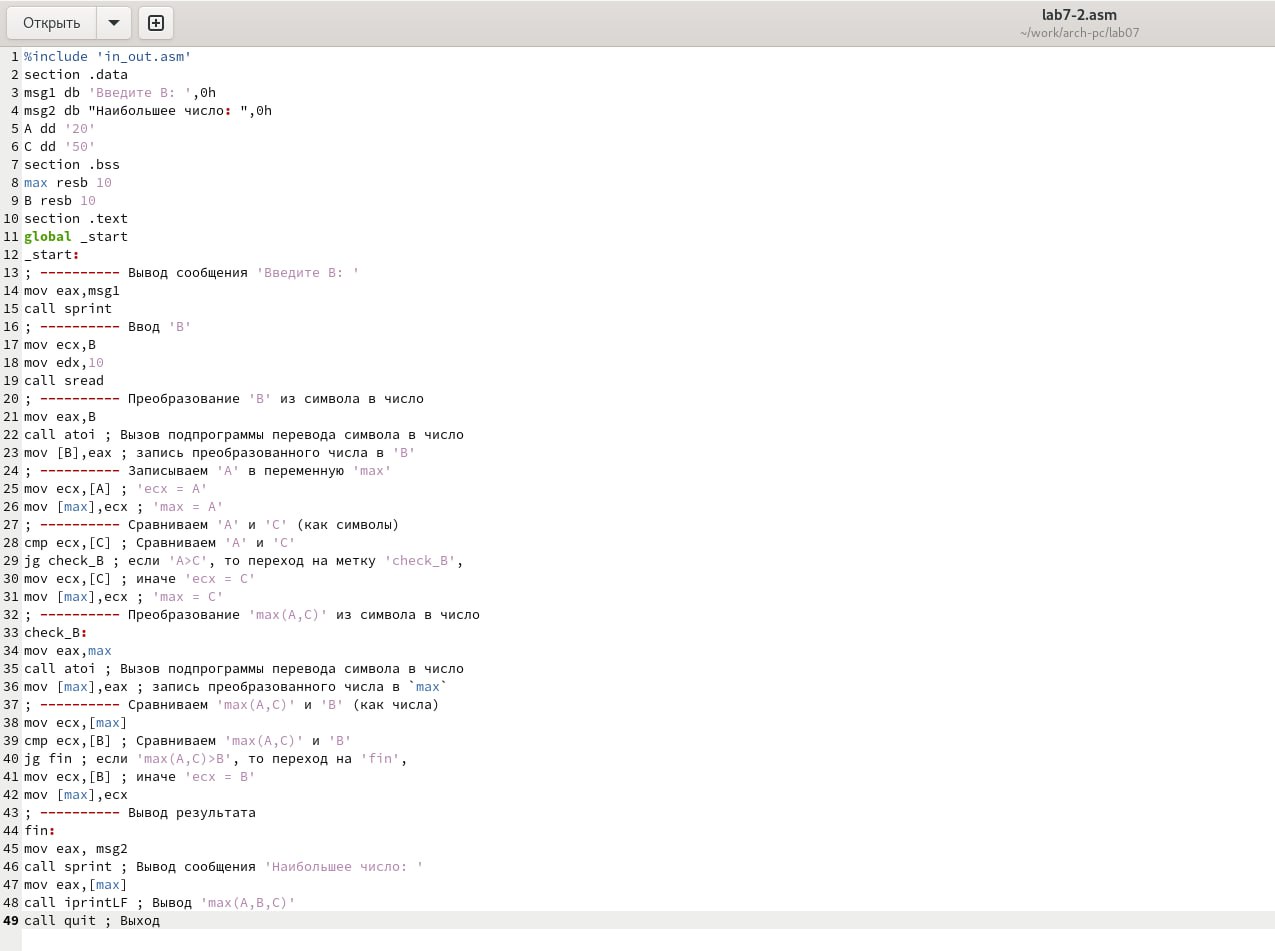 Открыть
lab7-2.asm
~/work/arch-pc/lab07
1 %include 'in_out.asm'
2 section .data
3 msg1 db 'Введите B: ',0h
4 msg2 db "Наибольшее число: ",0h
5 A dd '20'
6 C dd '50'
7 section .bss
8 max resb 10
9 B resb 10
10 section .text
11 global _start
12 _start:
13 ; ---------- Вывод сообщения 'Введите B: '
14 mov eax,msg1
15 call sprint
16 ; ---------- Ввод 'B'
17 mov ecx,B
18 mov edx,10
19 call sread
20 ; ---------- Преобразование 'B' из символа в число
21 mov eax,B
22 call atoi ; Вызов подпрограммы перевода символа в число
23 mov [B],eax ; запись преобразованного числа в 'B'
24 ; ---------- Записываем 'A' в переменную 'max'
25 mov ecx,[A] ; 'ecx = A'
26 mov [max],ecx ; 'max = A'
27 ; ---------- Сравниваем 'A' и 'C' (как символы)
28 cmp ecx,[C] ; Сравниваем 'A' и 'C'
29 jg check_B ; если 'A>C', то переход на метку 'check_B',
30 mov ecx,[C] ; иначе 'ecx = C'
31 mov [max],ecx ; 'max = C'
32 ; ---------- Преобразование 'max(A,C)' из символа в число
33 check_B:
34 mov eax,max
35 call atoi ; Вызов подпрограммы перевода символа в число
36 mov [max],eax ; запись преобразованного числа в `max`
37 ; ---------- Сравниваем 'max(A,C)' и 'B' (как числа)
38 mov ecx,[max]
39 cmp ecx,[B] ; Сравниваем 'max(A,C)' и 'B'
40 jg fin ; если 'max(A,C)>B', то переход на 'fin',
41 mov ecx,[B] ; иначе 'ecx = B'
42 mov [max],ecx
43 ; ---------- Вывод результата
44 fin:
45 mov eax, msg2
46 call sprint ; Вывод сообщения 'Наибольшее число: '
47 mov eax,[max]
48 call iprintLF ; Вывод 'max(A,B,C)'
49 call quit ; Выход